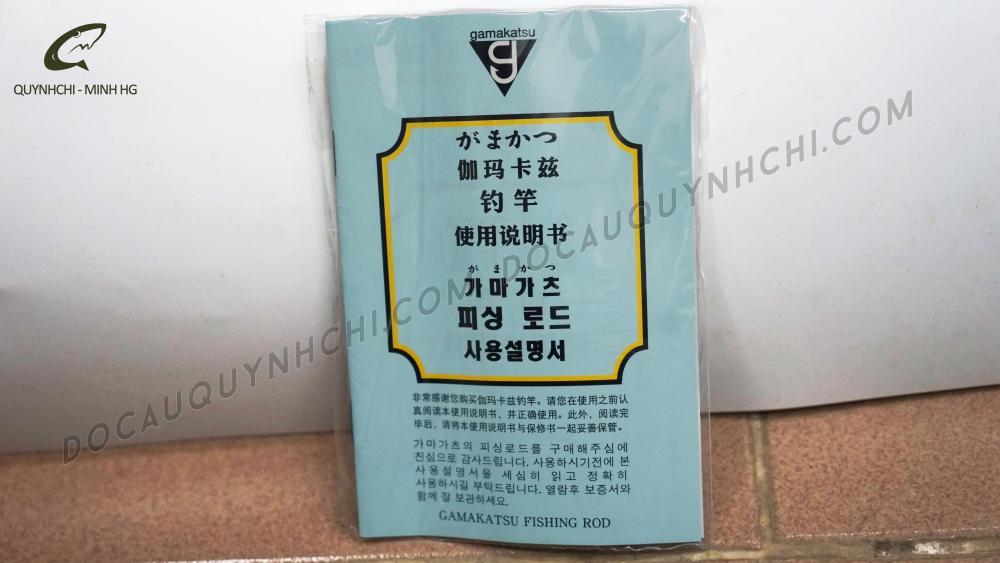 QUYNHCHI - MINH HG
gamakatsu
g
がまかつ
伽玛卡兹
钓竿
使用说明书
がまかつ
가마가츠
피싱 로드
사용설명서
非常感谢您购买伽玛卡兹钓竿。请您在使用之前认
真阅读本使用说明书，并正确使用。此外，阅读完
毕后，请将本使用说明书与保修书一起妥善保管。
가마가츠의 피싱로드를 구매해주심에
진심으로 감사드립니다. 사용하시기전에 본
사용설명서을 세심히 읽고 정확히
사용하시길 부탁드립니다. 열람후 보증서와
함께 잘 보관하세요.
GAMAKATSU FISHING ROD
DOCAUQUYNHCHI.COM
DOCAUQUYNHCHI.COM